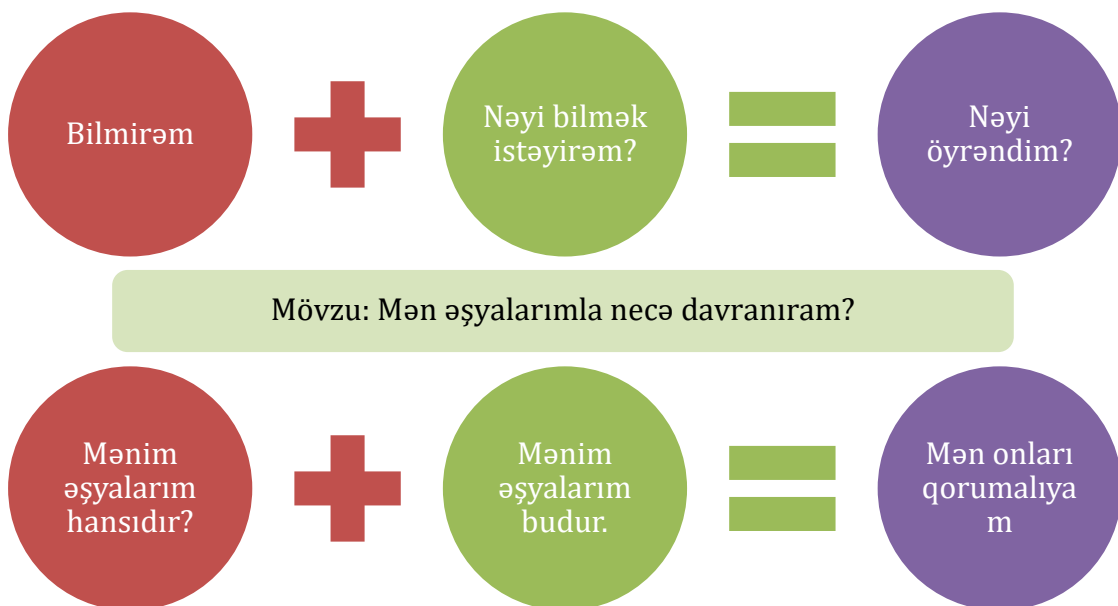 Bilmirəm
Nəyi bilmək
istəyirəm?
Nəyi
öyrəndim?
Mövzu: Mən əşyalarımla necə davranıram?
Mənim
əşyalarım
hansıdır?
Mənim
əşyalarım
budur.
Mən onları
qorumalıya
m